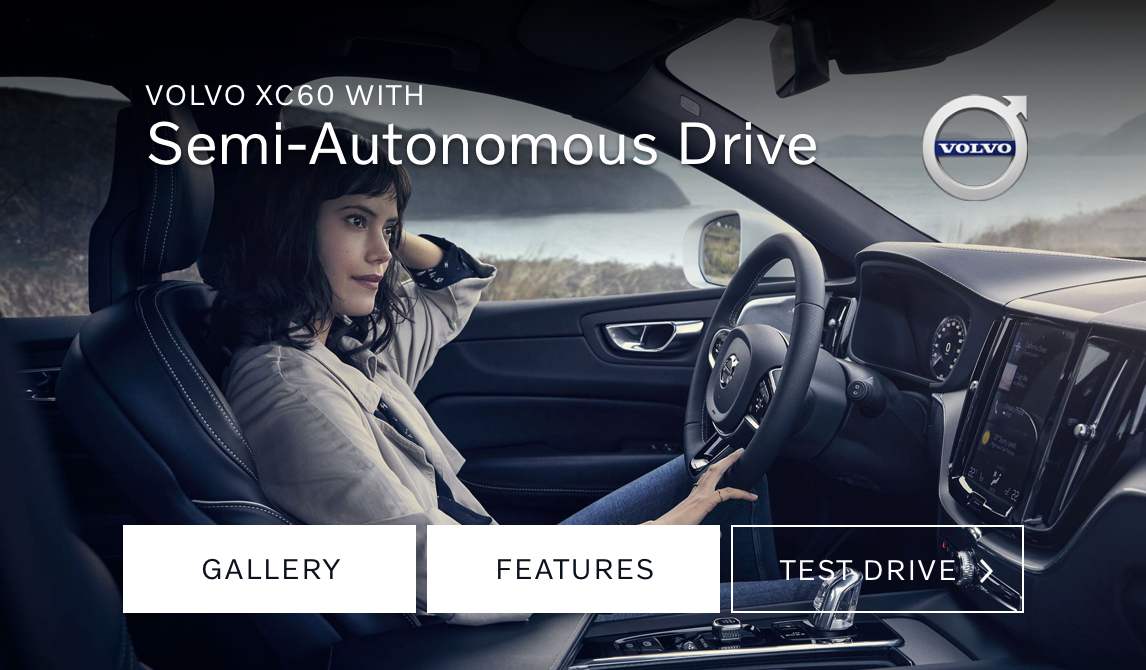 VOLVO XC60 WITH
Semi-Autonomous Drive
VOLVO
GALLERY
FEATURES
TEST DRIVE